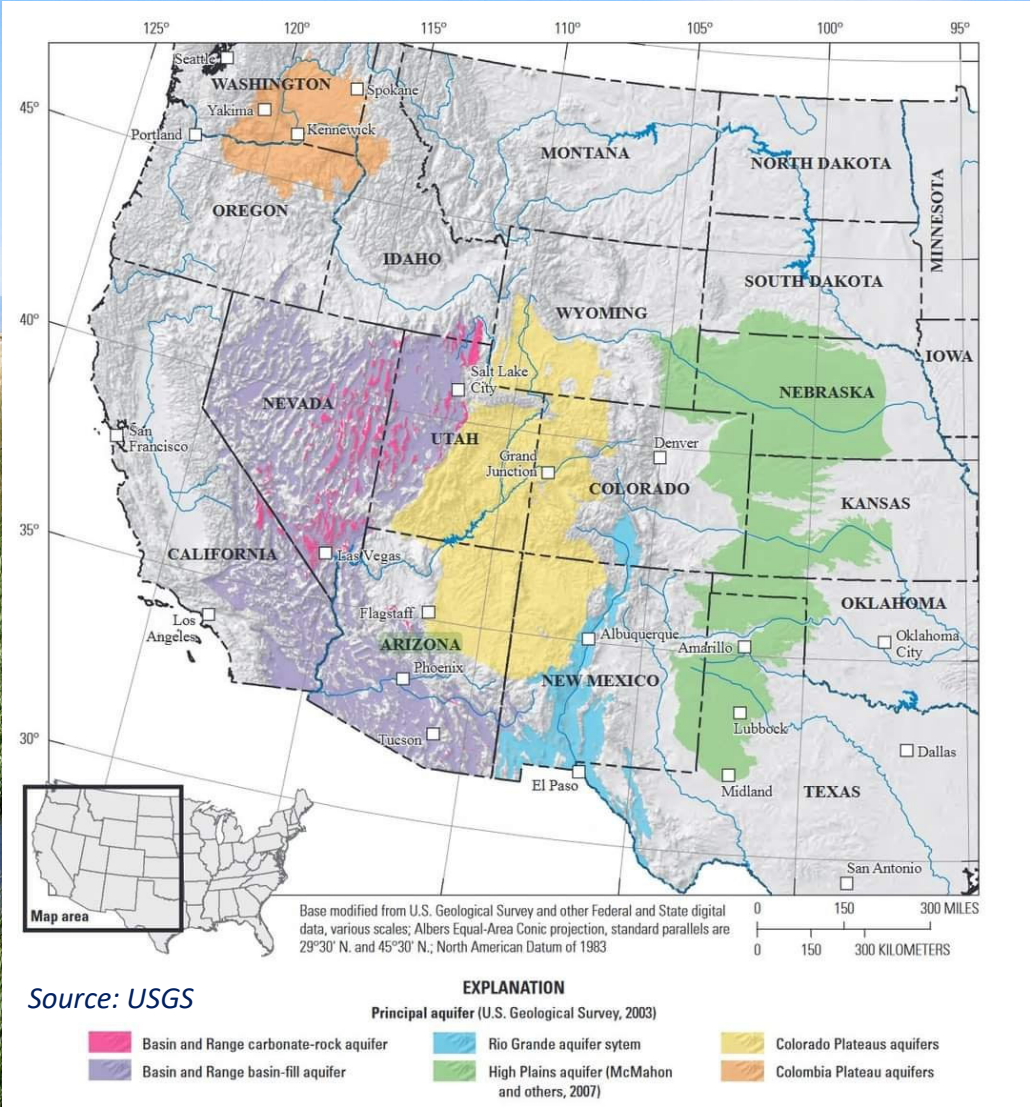 125°
120°
115°
110°
105°
100°
95°
45°
40°
35°
30°
Seattle
WASHINGTON
Spokane
Yakima
Kennewick
Portland
OREGON
IDAHO
MONTANA
NORTH DAKOTA
MINNESOTA
SOUTH DAKOTA
WYOMING
IOWA
NEBRASKA
Salt Lake
City
NEVADA
UTAH
San
Francisco
Grand
Junction
Denver
COLORADO
KANSAS
CALIFORNIA
Las Vegas
Los
Angeles
Flagstaff
ARIZONA
Phoenix
Tucson
Albuquerque
NEW MEXICO
Amarillo
OKLAHOMA
Oklahoma
City
Lubbock
Dallas
El Paso
Midland
TEXAS
San Antonio
Map area
Base modified from U.S. Geological Survey and other Federal and State digital
data, various scales; Albers Equal-Area Conic projection, standard parallels are
29°30' N. and 45°30' N.; North American Datum of 1983
0 150 300 MILES
0 150 300 KILOMETERS
Source: USGS
EXPLANATION
Principal aquifer (U.S. Geological Survey, 2003)
Basin and Range carbonate-rock aquifer
Basin and Range basin-fill aquifer
Rio Grande aquifer sytem
High Plains aquifer (McMahon
and others, 2007)
Colorado Plateaus aquifers
Colombia Plateau aquifers